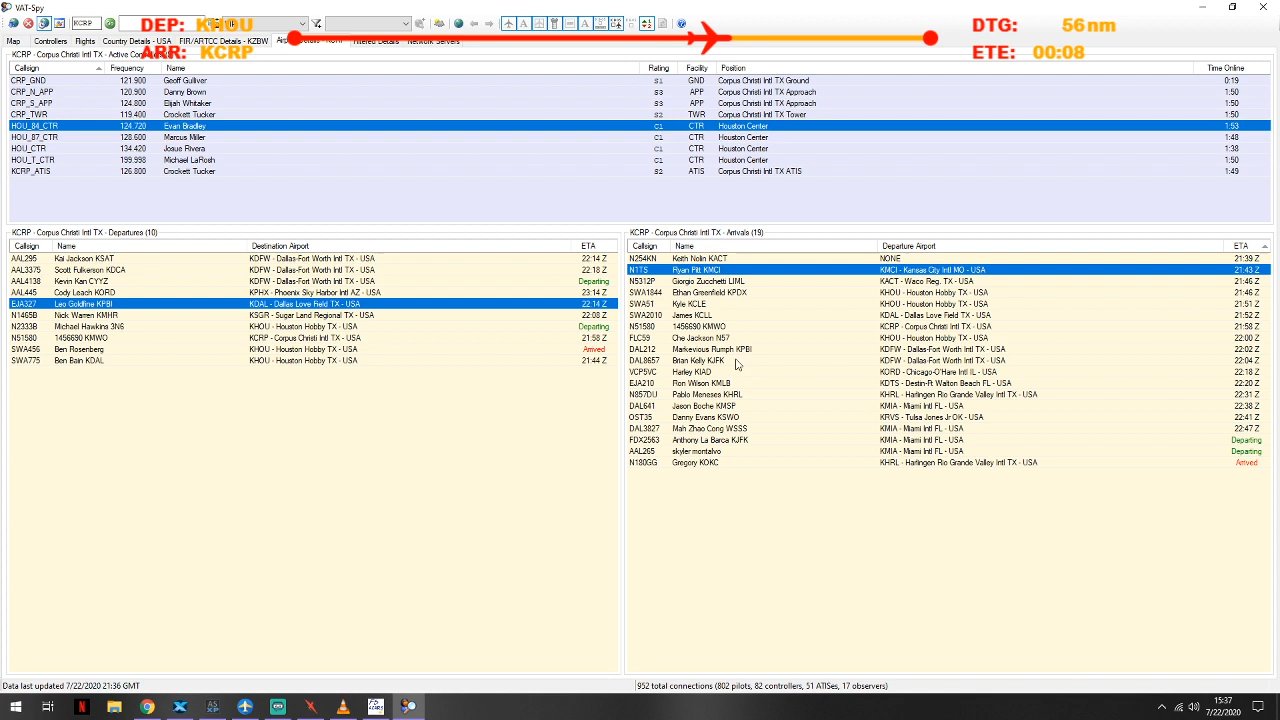 VAT-Spy
KCRP
DEP: KHOU
DTG: 56 nm
Map Controllers Flights Country Details - USA FIR/ARTCC Details - KZBW
ARR: KCRP
ETE: 00:08
KCRP - Corpus Christi Intl TX - Active
Callsign Frequency Name Rating Facility Position Time Online
CRP_GND 121.900 Geoff Gulliver S1 GND Corpus Christi Intl TX Ground 0:19
CRP_N_APP 120.900 Danny Brown S3 APP Corpus Christi Intl TX Approach 1:50
CRP_S_APP 124.800 Elijah Whitaker S3 APP Corpus Christi Intl TX Approach 1:50
CRP_TWR 119.400 Crockett Tucker S2 TWR Corpus Christi Intl TX Tower 1:50
HOU_84_CTR 124.720 Evan Bradley C1 CTR Houston Center 1:53
HOU_87_CTR 128.600 Marcus Miller C1 CTR Houston Center 1:48
HOU_CTR 134.420 Josue Rivera C1 CTR Houston Center 1:38
HOU_T_CTR 199.998 Michael LaRosh C1 CTR Houston Center 1:50
KCRP_ATIS 126.800 Crockett Tucker S2 ATIS Corpus Christi Intl TX ATIS 1:49
KCRP - Corpus Christi Intl TX - Departures (10)
Callsign Name Destination Airport ETA
AAL295 Kai Jackson KSAT KDFW - Dallas-Fort Worth Intl TX - USA 22:14 Z
AAL3375 Scott Fulkerson KDCA KDFW - Dallas-Fort Worth Intl TX - USA 22:18 Z
AAL4138 Kevin Kan CYYZ KDFW - Dallas-Fort Worth Intl TX - USA Departing
AAL445 Cody Leach KORD KPHX - Phoenix Sky Harbor Intl AZ - USA 23:14 Z
EJA327 Leo Goldfine KPBI KDAL - Dallas Love Field TX - USA 22:14 Z
N1465B Nick Warren KMHR KSGR - Sugar Land Regional TX - USA 22:08 Z
N2333B Michael Hawkins 3N6 KHOU - Houston Hobby TX - USA Departing
N51580 1456690 KMWO KCRP - Corpus Christi Intl TX - USA 21:58 Z
SWA456 Ben Rosenberg KHOU - Houston Hobby TX - USA Arrived
SWA775 Ben Bain KDAL KHOU - Houston Hobby TX - USA 21:44 Z
KCRP - Corpus Christi Intl TX - Arrivals (19)
Callsign Name Departure Airport ETA
N254KN Keith Nolin KACT NONE 21:39 Z
N1TS Ryan Pitt KMCI KMCI - Kansas City Intl MO - USA 21:43 Z
N5312P Giorgio Zucchetti LIML KACT - Waco Reg. TX - USA 21:46 Z
SWA1844 Ethan Greenfield KPDX KHOU - Houston Hobby TX - USA 21:46 Z
SWA51 Kyle KCLE KHOU - Houston Hobby TX - USA 21:51 Z
SWA2010 James KCLL KDAL - Dallas Love Field TX - USA 21:52 Z
N51580 1456690 KMWO KCRP - Corpus Christi Intl TX - USA 21:58 Z
FLC59 Che Jackson N57 KHOU - Houston Hobby TX - USA 22:00 Z
DAL212 Markevious Rumph KPBI KDFW - Dallas-Fort Worth Intl TX - USA 22:02 Z
DAL8657 Brian Kelly KJFK KDFW - Dallas-Fort Worth Intl TX - USA 22:04 Z
VCP5VC Harley KIAD KORD - Chicago-O'Hare Intl IL - USA 22:18 Z
EJA210 Ron Wilson KMLB KDTS - Destin-Ft Walton Beach FL - USA 22:20 Z
N857DU Pablo Meneses KHRL KHRL - Harlingen Rio Grande Valley Intl TX - USA 22:31 Z
DAL641 Jason Boche KMSP KMIA - Miami Intl FL - USA 22:38 Z
OST35 Danny Evans KSWO KRVS - Tulsa Jones Jr OK - USA 22:41 Z
DAL3827 Mah Zhao Cong WSSS KMIA - Miami Intl FL - USA 22:47 Z
FDX2563 Anthony La Barca KJFK KMIA - Miami Intl FL - USA Departing
AAL265 skyler montalvo KMIA - Miami Intl FL - USA Departing
N180GG Gregory KOKC KHRL - Harlingen Rio Grande Valley Intl TX - USA Arrived
Data last updated 7/22/2020 21:36 GMT
952 total connections (802 pilots, 82 controllers, 51 ATISes, 17 observers)
15:37
7/22/2020